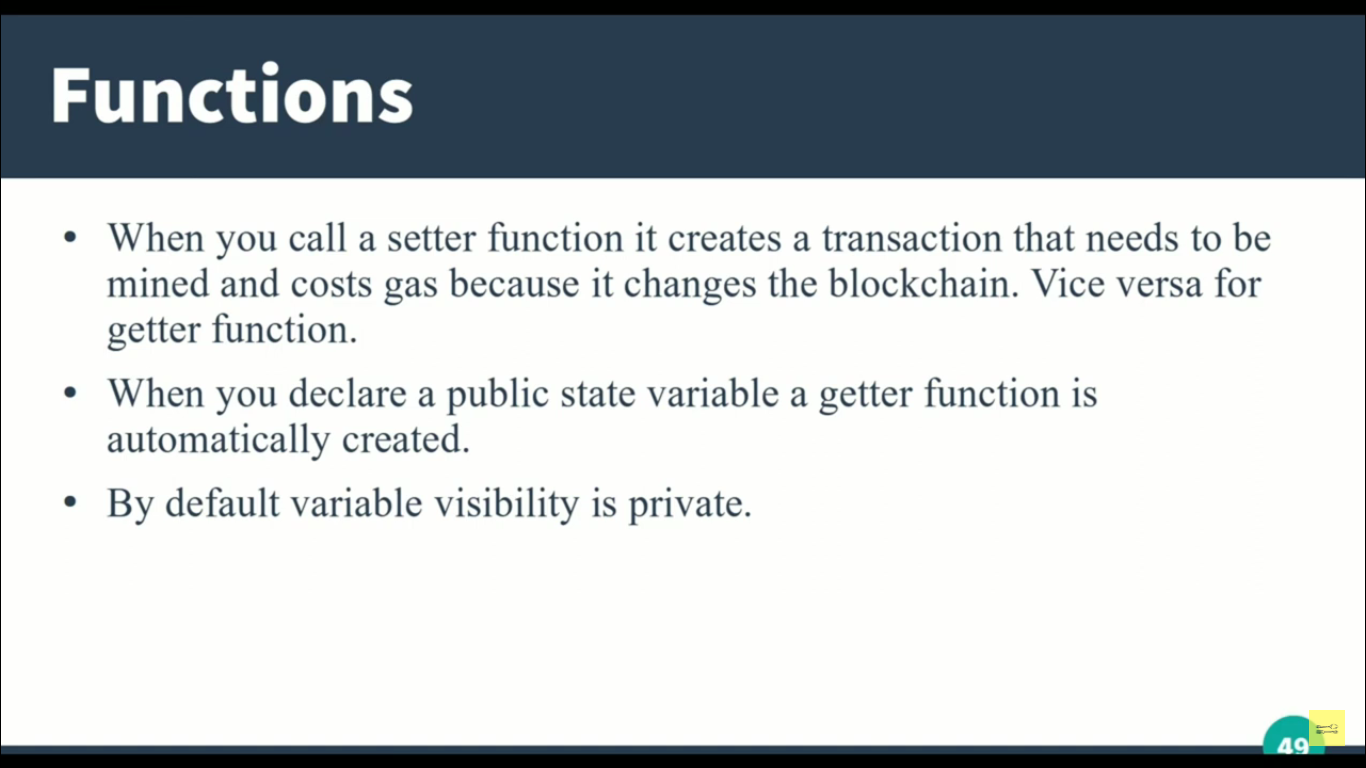 Functions
• When you call a setter function it creates a transaction that needs to be
mined and costs gas because it changes the blockchain. Vice versa for
getter function.
• When you declare a public state variable a getter function is
automatically created.
• By default variable visibility is private.
49